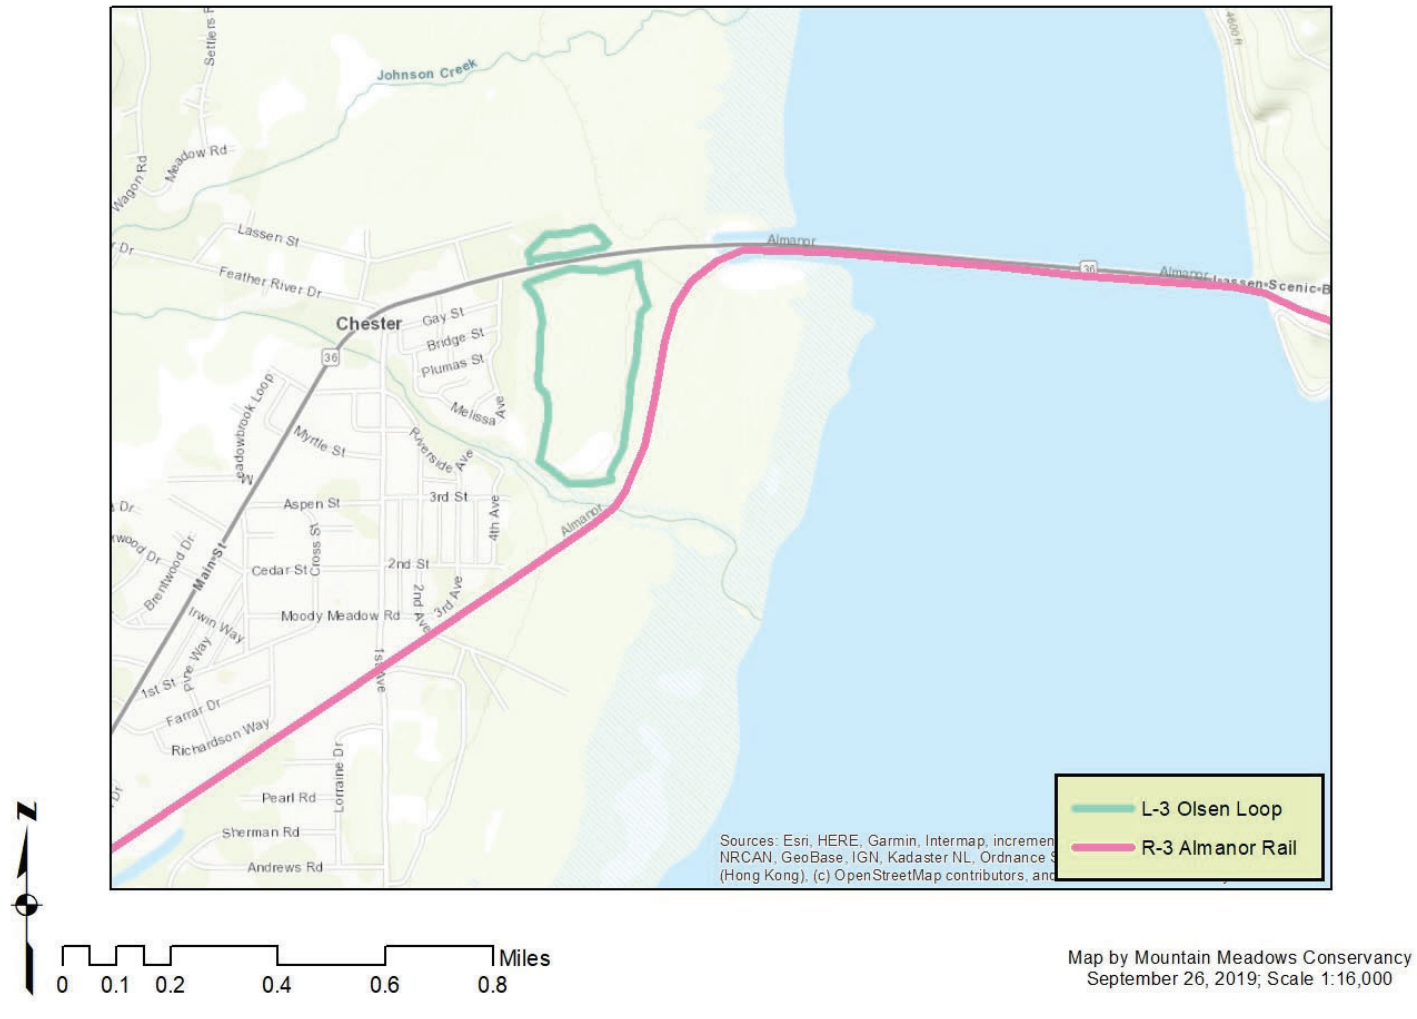 4600 ft
Settlers R
Johnson Creek
Meadow Rd
Wagon Rd
Lassen St
r Dr
Feather River Dr
Almanor
36
Almanor
Lassen-Scenic-B
Chester
Gay St
Bridge St
Plumas St
36
Melissa
Ave
Meadowbrook Loop
Myrtle St
Riverside Ave
Aspen St
3rd St
4th Ave
Dr
Almanor
wood Dr
Brentwood Dr
Main-St
Cross St
Cedar St
2nd St
2nd Ave
3rd Ave
Irwin Way
Moody Meadow Rd
Pine Way
1st St
1st Ave
Farrar Dr
Richardson Way
Lorraine Dr
Dr
Pearl Rd
Sherman Rd
Andrews Rd
L-3 Olsen Loop
R-3 Almanor Rail
Sources: Esri, HERE, Garmin, Intermap, incremen
NRCAN, GeoBase, IGN, Kadaster NL, Ordnance S
(Hong Kong), (c) OpenStreetMap contributors, and
N
Miles
0 0.1 0.2 0.4 0.6 0.8
Map by Mountain Meadows Conservancy
September 26, 2019; Scale 1:16,000